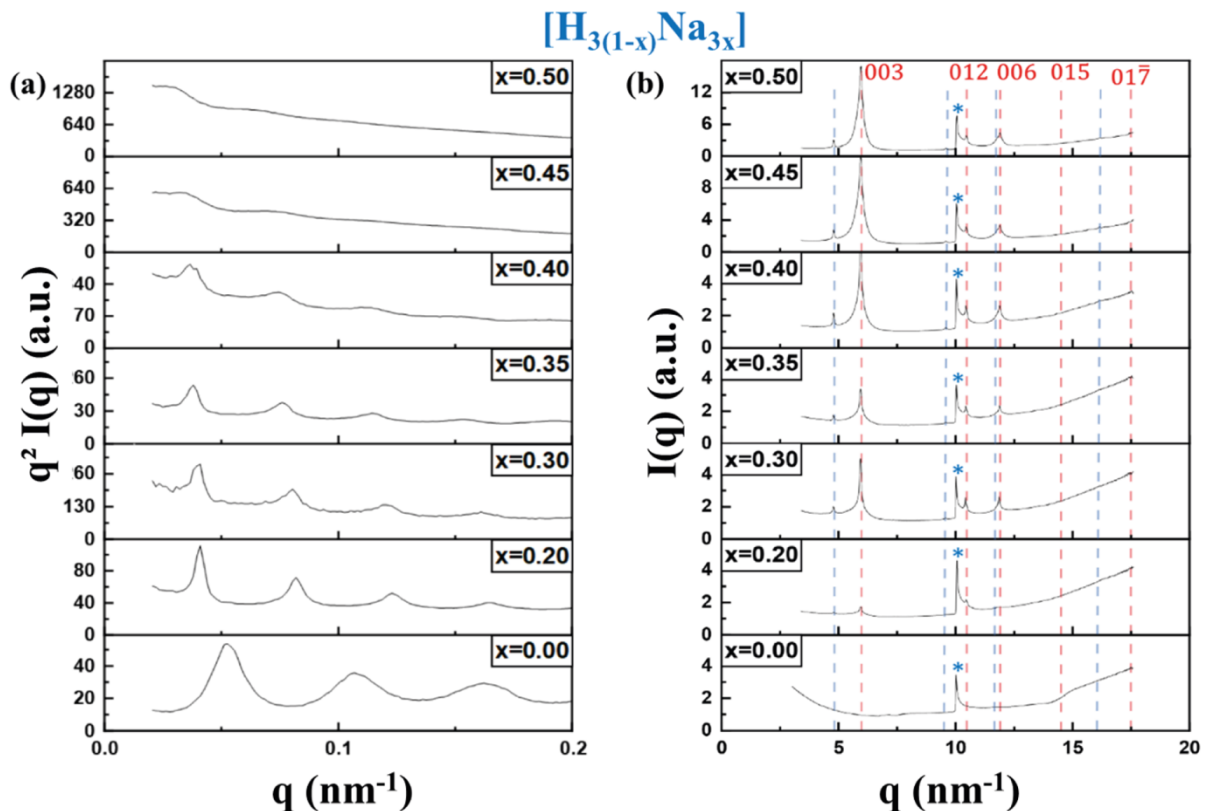 [H3(1-x)Na3x]
(a)
x=0.50
1280
640
0
x=0.45
640
320
0
x=0.40
40
70
0
x=0.35
60
30
0
x=0.30
60
130
0
x=0.20
80
40
0
x=0.00
40
20
0
0.0 0.1 0.2
q² I(q) (a.u.)
q (nm⁻¹)
(b)
003 012 006 015 017̄
x=0.50
12
6
0
*
x=0.45
8
4
0
*
x=0.40
4
2
0
*
x=0.35
4
2
0
*
x=0.30
4
2
0
*
x=0.20
4
2
0
*
x=0.00
4
2
0
*
0 5 10 15 20
I(q) (a.u.)
q (nm⁻¹)